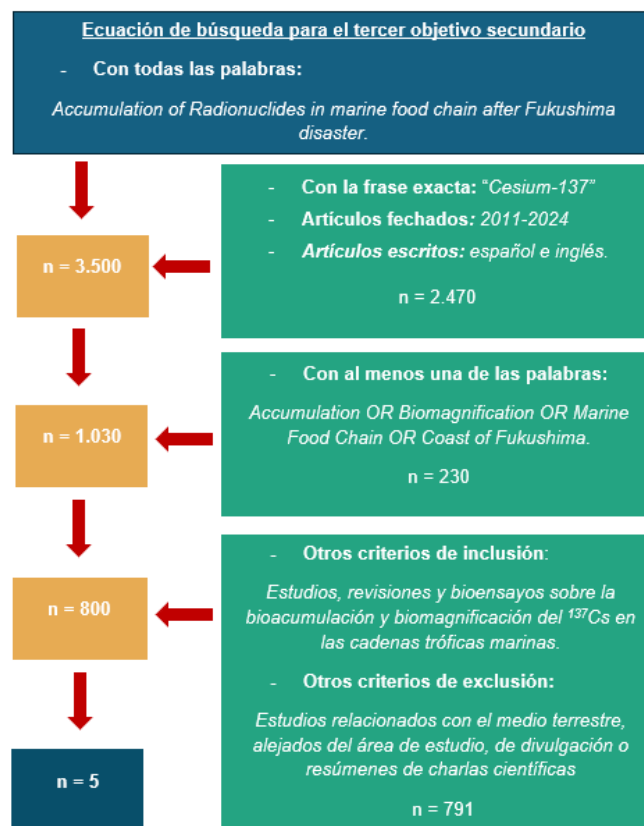 Ecuación de búsqueda para el tercer objetivo secundario
- Con todas las palabras:
Accumulation of Radionuclides in marine food chain after Fukushima
disaster.
- Con la frase exacta: “Cesium-137”
- Artículos fechados: 2011-2024
- Artículos escritos: español e inglés.
n = 2.470
n = 3.500
- Con al menos una de las palabras:
Accumulation OR Biomagnification OR Marine
Food Chain OR Coast of Fukushima.
n = 230
n = 1.030
- Otros criterios de inclusión:
Estudios, revisiones y bioensayos sobre la
bioacumulación y biomagnificación del ¹³⁷Cs en
las cadenas tróficas marinas.
- Otros criterios de exclusión:
Estudios relacionados con el medio terrestre,
alejados del área de estudio, de divulgación o
resúmenes de charlas científicas
n = 791
n = 800
n = 5